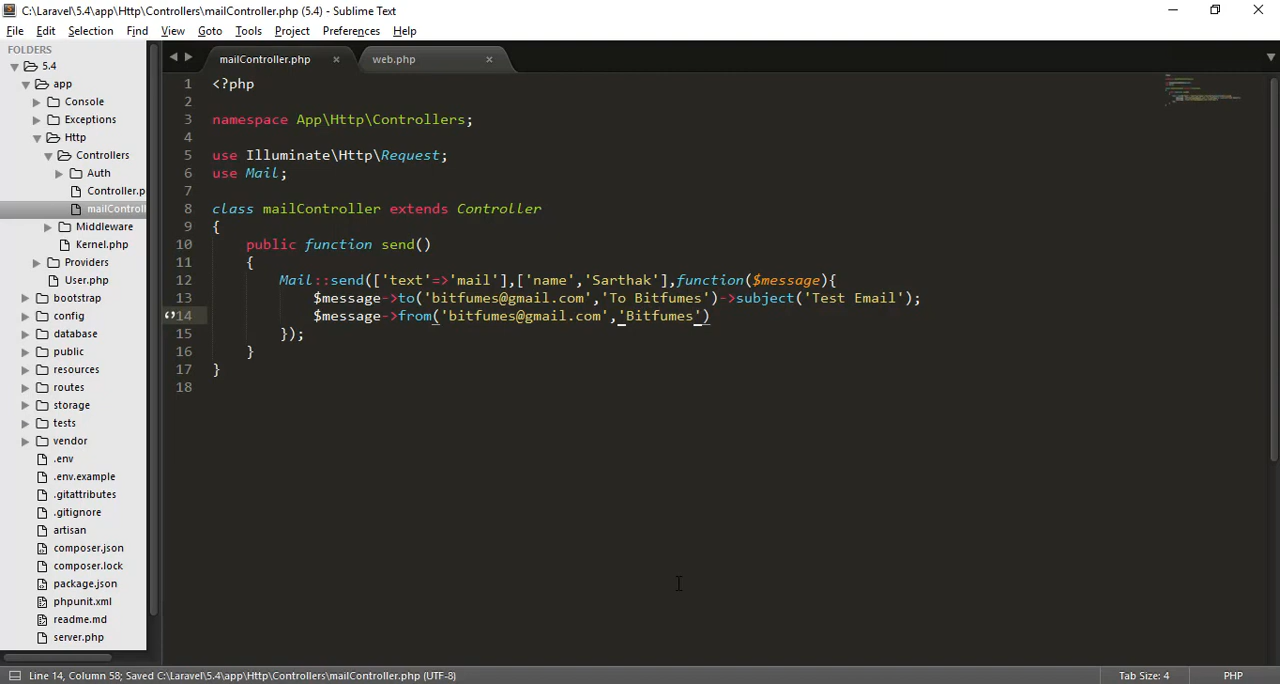 C:\Laravel\5.4\app\Http\Controllers\mailController.php (5.4) - Sublime Text
File Edit Selection Find View Goto Tools Project Preferences Help
FOLDERS
5.4
app
Console
Exceptions
Http
Controllers
Auth
Controller.p
mailControll
Middleware
Kernel.php
Providers
User.php
bootstrap
config
database
public
resources
routes
storage
tests
vendor
.env
.env.example
.gitattributes
.gitignore
artisan
composer.json
composer.lock
package.json
phpunit.xml
readme.md
server.php
mailController.php web.php
1 <?php
2
3 namespace App\Http\Controllers;
4
5 use Illuminate\Http\Request;
6 use Mail;
7
8 class mailController extends Controller
9 {
10 public function send()
11 {
12 Mail::send(['text'=>'mail'],['name','Sarthak'],function($message){
13 $message->to('bitfumes@gmail.com','To Bitfumes')->subject('Test Email');
14 $message->from('bitfumes@gmail.com','Bitfumes')
15 });
16 }
17 }
18
Line 14, Column 58; Saved C:\Laravel\5.4\app\Http\Controllers\mailController.php (UTF-8) Tab Size: 4 PHP